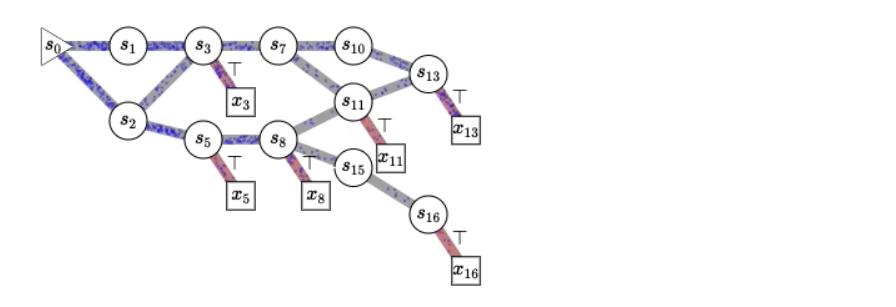 s₀ s₁ s₃ s₇ s₁₀
s₁₃
⊤ ⊤
x₃ s₁₁
s₂ ⊤ x₁₃
s₅ s₈
x₁₁
⊤ ⊤ s₁₅
x₅ x₈
s₁₆
⊤
x₁₆